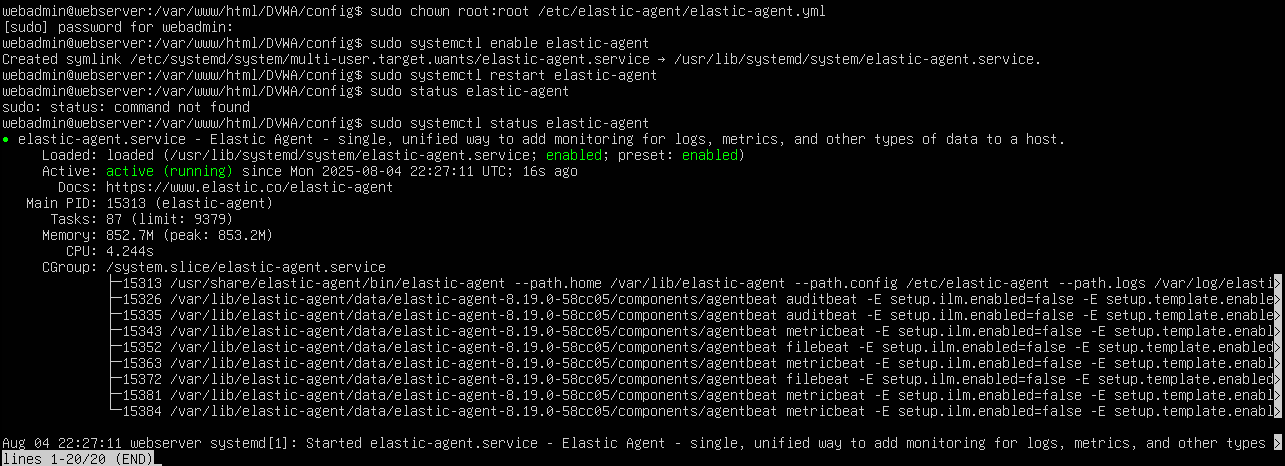 webadmin@webserver:/var/www/html/DVWA/config$ sudo chown root:root /etc/elastic-agent/elastic-agent.yml
[sudo] password for webadmin:
webadmin@webserver:/var/www/html/DVWA/config$ sudo systemctl enable elastic-agent
Created symlink /etc/systemd/system/multi-user.target.wants/elastic-agent.service → /usr/lib/systemd/system/elastic-agent.service.
webadmin@webserver:/var/www/html/DVWA/config$ sudo systemctl restart elastic-agent
webadmin@webserver:/var/www/html/DVWA/config$ sudo status elastic-agent
sudo: status: command not found
webadmin@webserver:/var/www/html/DVWA/config$ sudo systemctl status elastic-agent
● elastic-agent.service - Elastic Agent - single, unified way to add monitoring for logs, metrics, and other types of data to a host.
     Loaded: loaded (/usr/lib/systemd/system/elastic-agent.service; enabled; preset: enabled)
     Active: active (running) since Mon 2025-08-04 22:27:11 UTC; 16s ago
       Docs: https://www.elastic.co/elastic-agent
   Main PID: 15313 (elastic-agent)
      Tasks: 87 (limit: 9379)
     Memory: 852.7M (peak: 853.2M)
        CPU: 4.244s
     CGroup: /system.slice/elastic-agent.service
             ├─15313 /usr/share/elastic-agent/bin/elastic-agent --path.home /var/lib/elastic-agent --path.config /etc/elastic-agent --path.logs /var/log/elasti>
             ├─15326 /var/lib/elastic-agent/data/elastic-agent-8.19.0-58cc05/components/agentbeat auditbeat -E setup.ilm.enabled=false -E setup.template.enable>
             ├─15335 /var/lib/elastic-agent/data/elastic-agent-8.19.0-58cc05/components/agentbeat auditbeat -E setup.ilm.enabled=false -E setup.template.enable>
             ├─15343 /var/lib/elastic-agent/data/elastic-agent-8.19.0-58cc05/components/agentbeat metricbeat -E setup.ilm.enabled=false -E setup.template.enabl>
             ├─15352 /var/lib/elastic-agent/data/elastic-agent-8.19.0-58cc05/components/agentbeat filebeat -E setup.ilm.enabled=false -E setup.template.enabled>
             ├─15363 /var/lib/elastic-agent/data/elastic-agent-8.19.0-58cc05/components/agentbeat metricbeat -E setup.ilm.enabled=false -E setup.template.enabl>
             ├─15372 /var/lib/elastic-agent/data/elastic-agent-8.19.0-58cc05/components/agentbeat filebeat -E setup.ilm.enabled=false -E setup.template.enabled>
             ├─15381 /var/lib/elastic-agent/data/elastic-agent-8.19.0-58cc05/components/agentbeat metricbeat -E setup.ilm.enabled=false -E setup.template.enabl>
             └─15384 /var/lib/elastic-agent/data/elastic-agent-8.19.0-58cc05/components/agentbeat metricbeat -E setup.ilm.enabled=false -E setup.template.enabl>
Aug 04 22:27:11 webserver systemd[1]: Started elastic-agent.service - Elastic Agent - single, unified way to add monitoring for logs, metrics, and other types >
lines 1-20/20 (END)